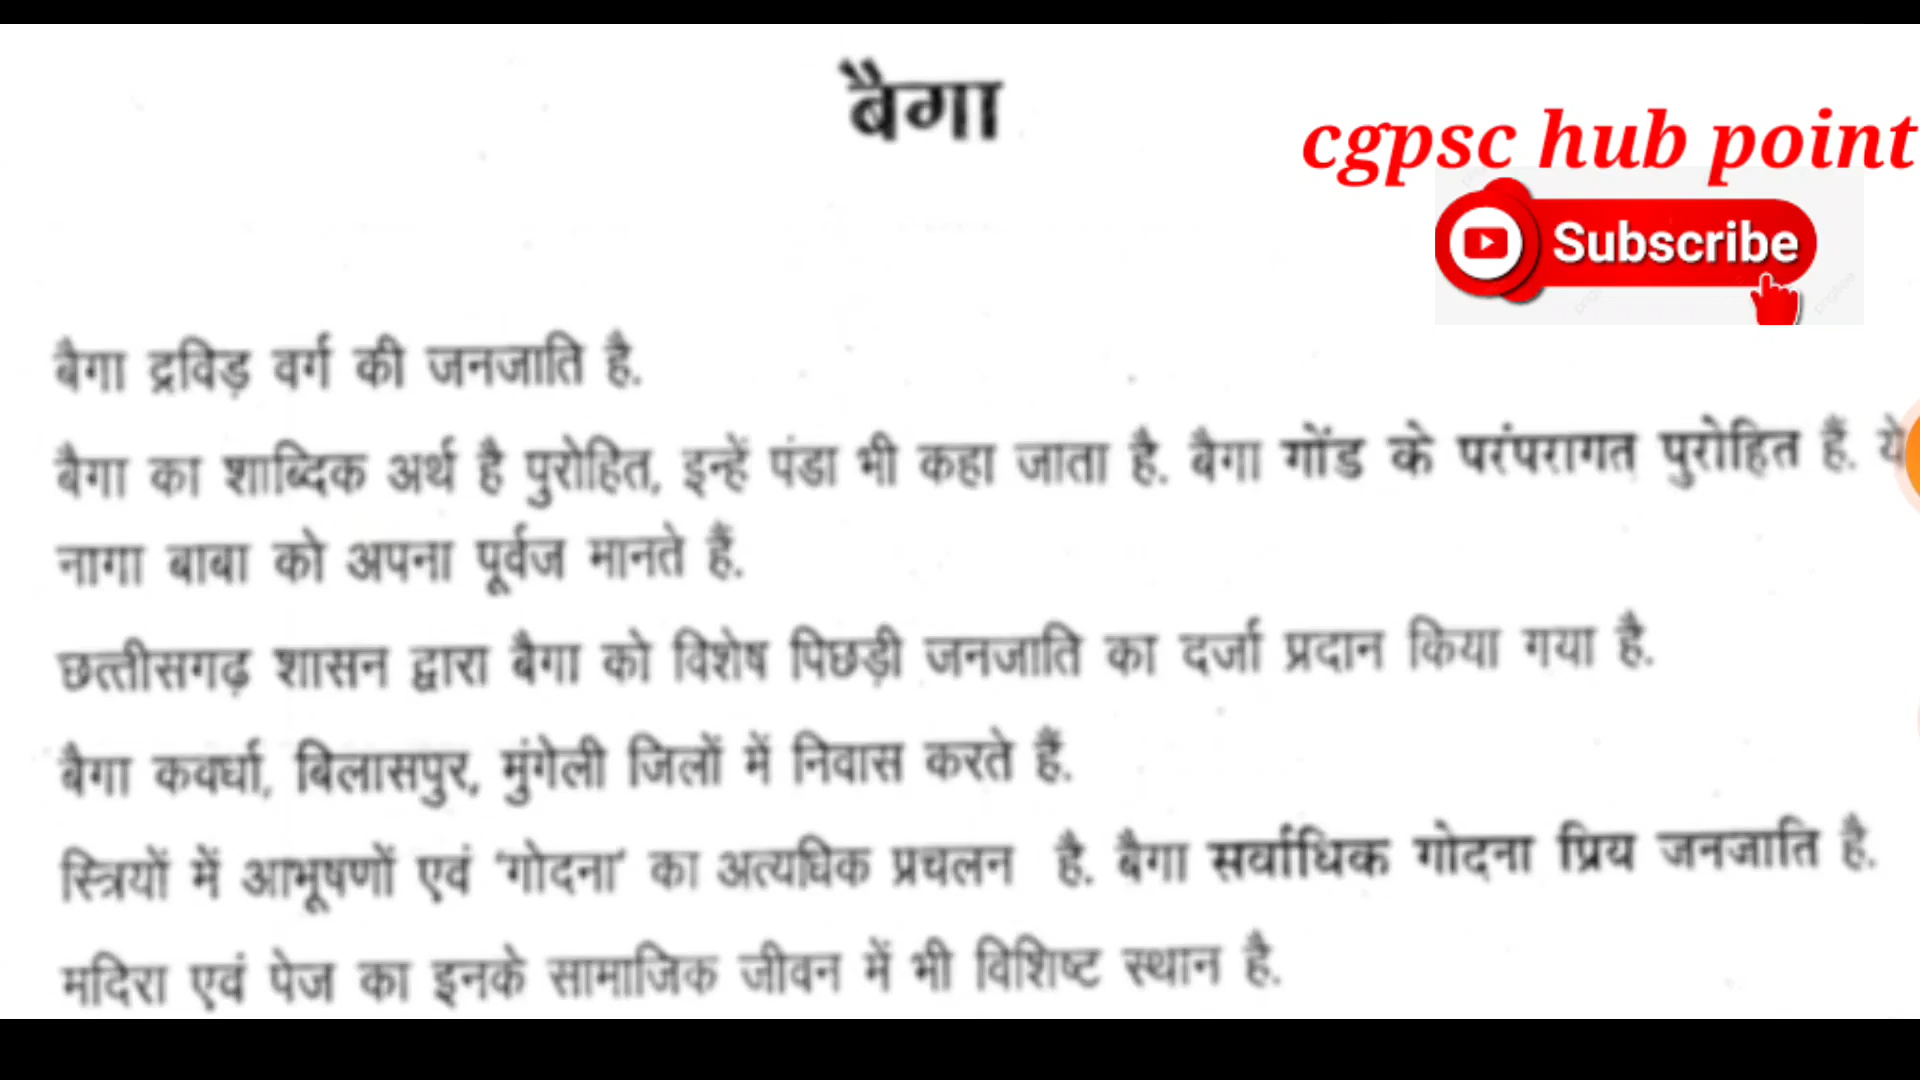 बैगा
cgpsc hub point
Subscribe
बैगा द्रविड़ वर्ग की जनजाति है.
बैगा का शाब्दिक अर्थ है पुरोहित, इन्हें पंडा भी कहा जाता है. बैगा गोंड के परंपरागत पुरोहित हैं. ये
नागा बाबा को अपना पूर्वज मानते हैं.
छत्तीसगढ़ शासन द्वारा बैगा को विशेष पिछड़ी जनजाति का दर्जा प्रदान किया गया है.
बैगा कवर्धा, बिलासपुर, मुंगेली जिलों में निवास करते हैं.
स्त्रियों में आभूषणों एवं 'गोदना' का अत्यधिक प्रचलन है. बैगा सर्वाधिक गोदना प्रिय जनजाति है.
मदिरा एवं पेज का इनके सामाजिक जीवन में भी विशिष्ट स्थान है.